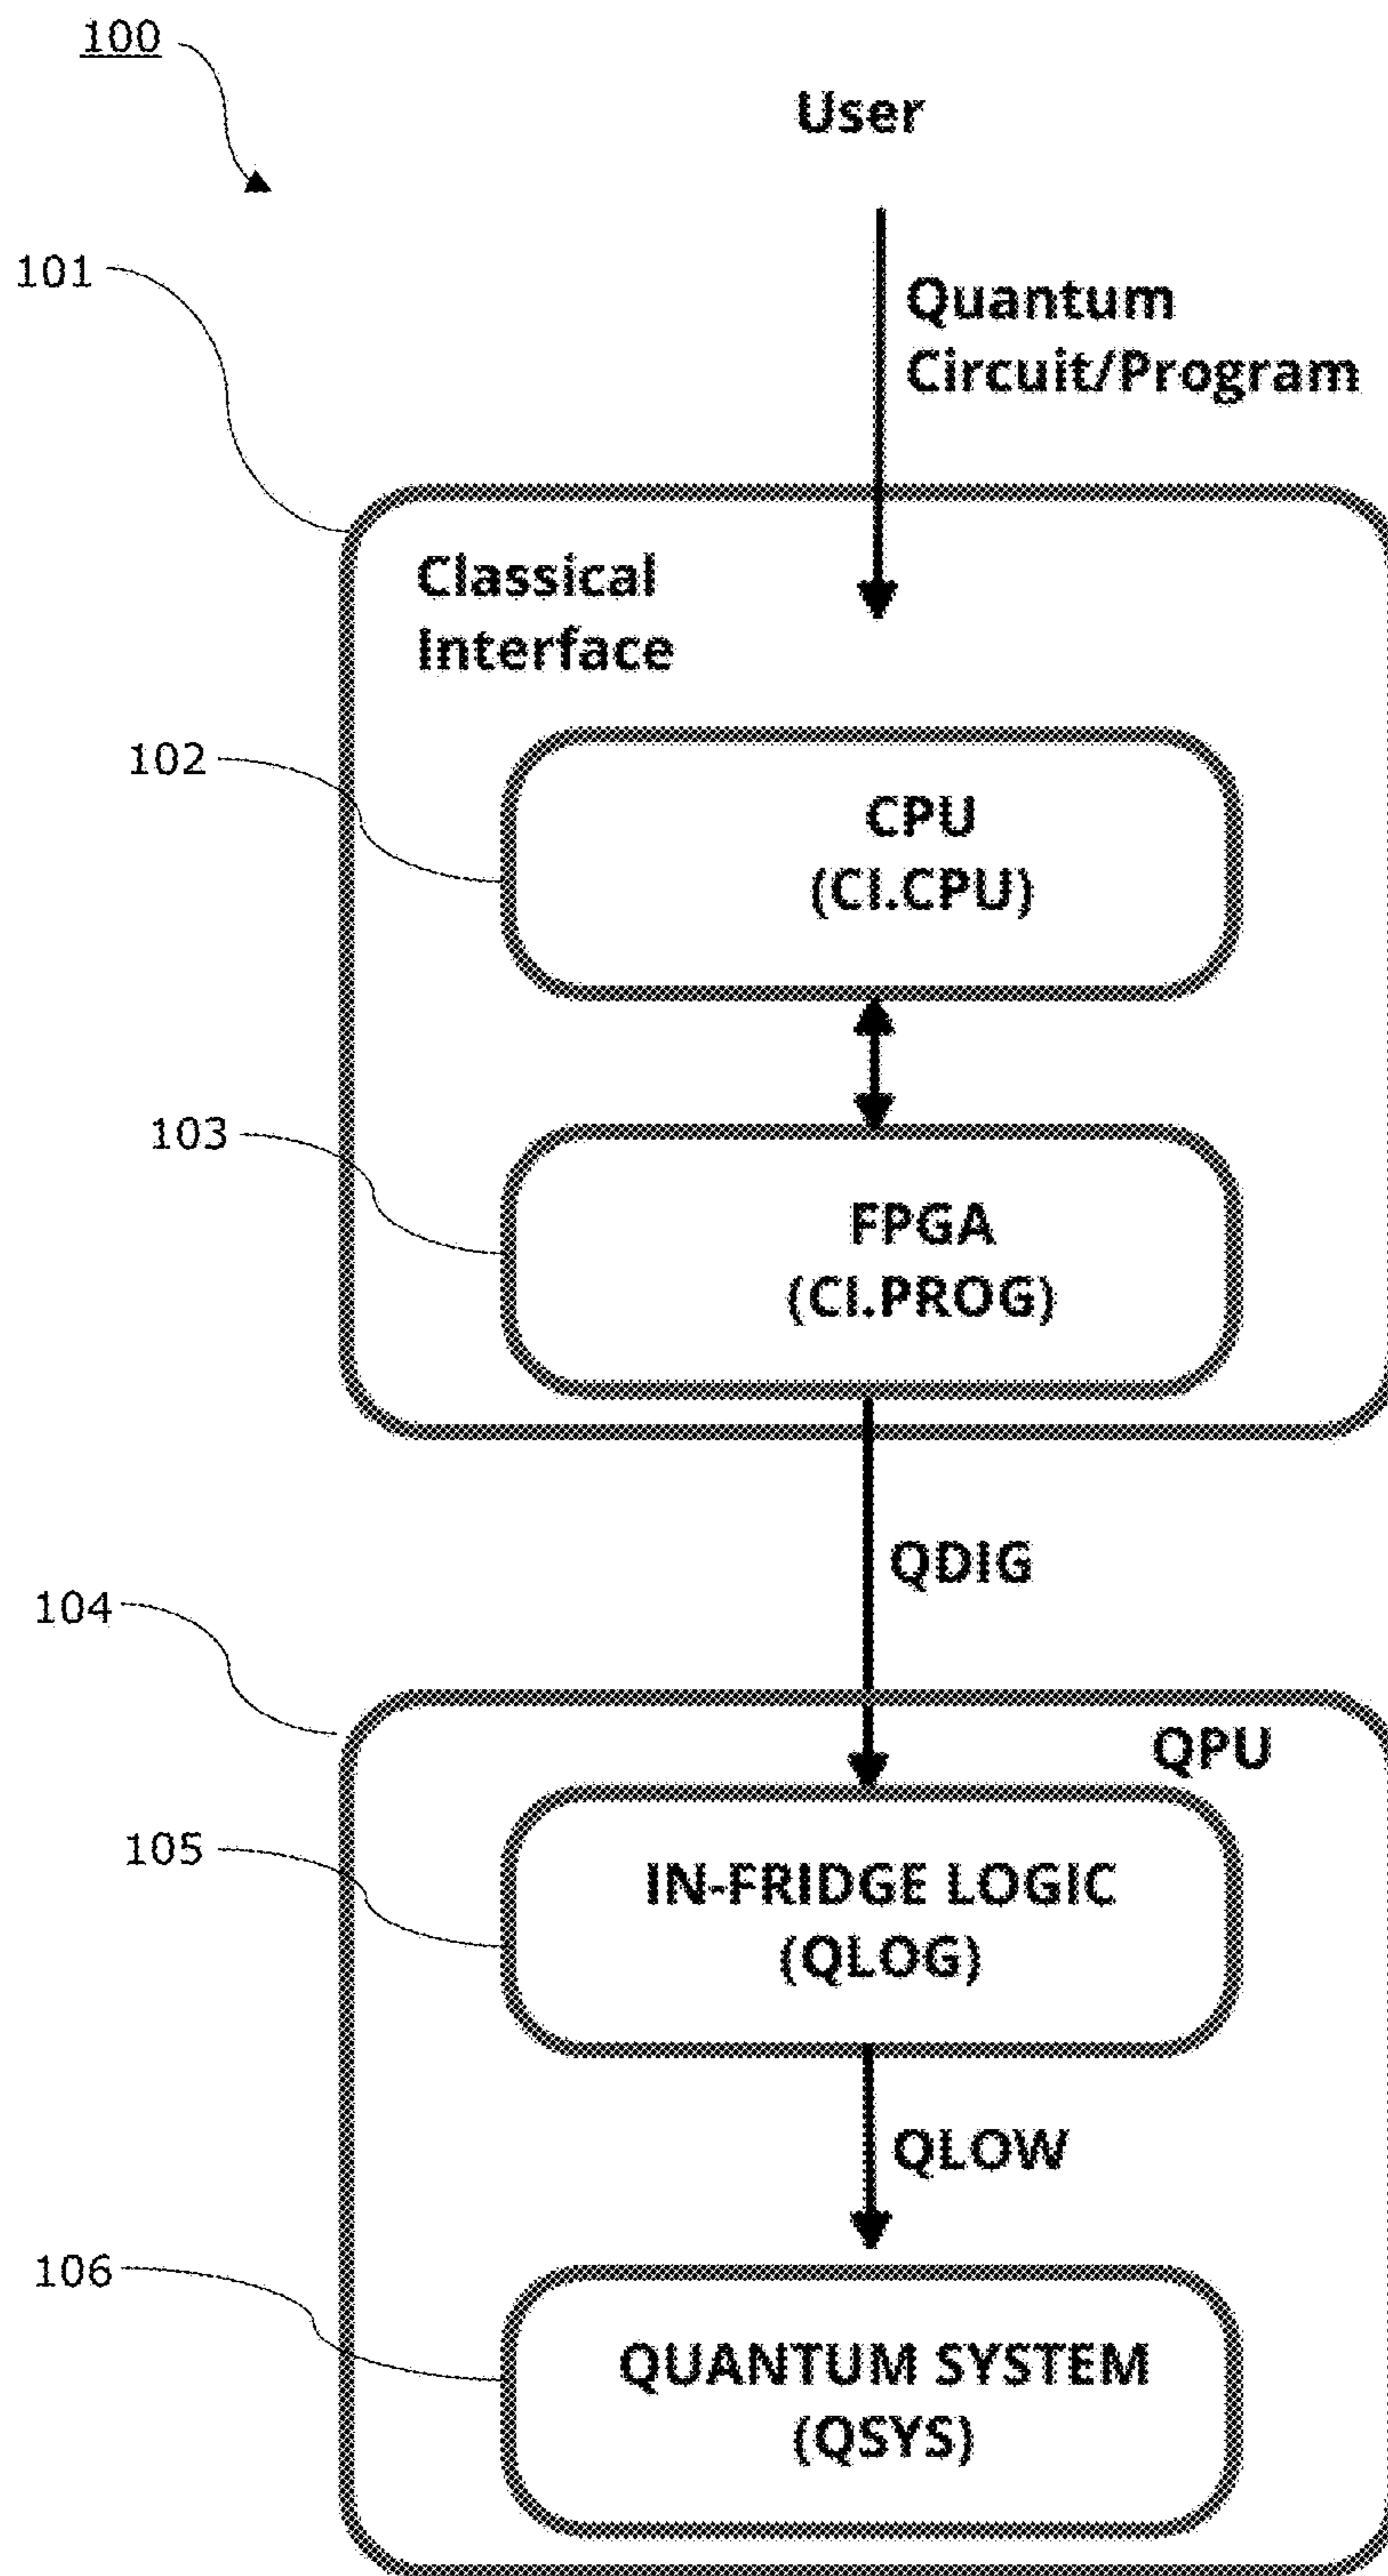 100
User
101
Quantum
Circuit/Program
Classical
Interface
102
CPU
(CI.CPU)
103
FPGA
(CI.PROG)
QDIG
104
QPU
105
IN-FRIDGE LOGIC
(QLOG)
QLOW
106
QUANTUM SYSTEM
(QSYS)